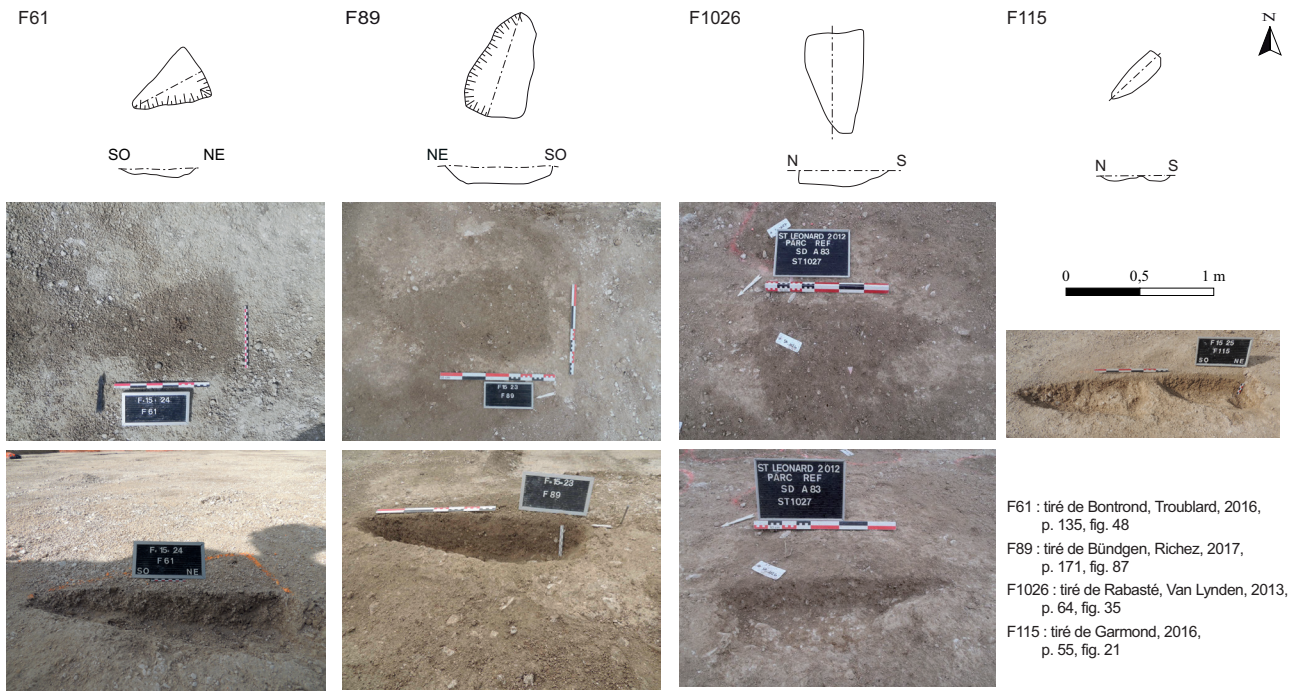 F61
F89
F1026
F115
N
SO NE
NE SO
N S
N S
ST LEONARD 2012
PARC REF
SD A 83
ST1027
0 0,5 1 m
F 15 25
F115
SO NE
F-15-24
F61
F15 23
F89
ST LEONARD 2012
PARC REF
SD A 83
ST1027
F-15-23
F89
F-15-24
F61
SO NE
F61 : tiré de Bontrond, Troublard, 2016,
p. 135, fig. 48
F89 : tiré de Bündgen, Richez, 2017,
p. 171, fig. 87
F1026 : tiré de Rabasté, Van Lynden, 2013,
p. 64, fig. 35
F115 : tiré de Garmond, 2016,
p. 55, fig. 21